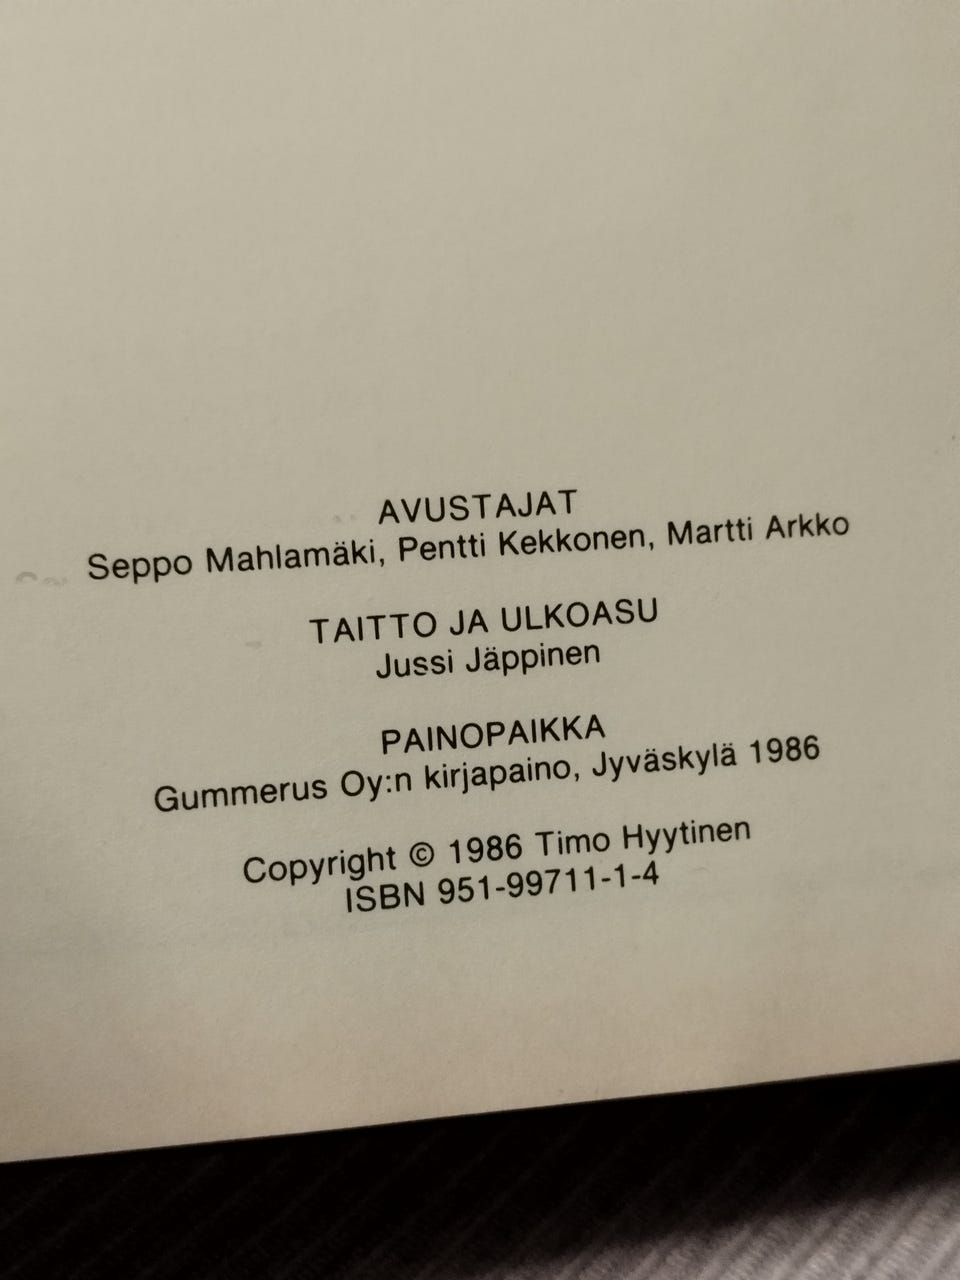 AVUSTAJAT
Seppo Mahlamäki, Pentti Kekkonen, Martti Arkko
TAITTO JA ULKOASU
Jussi Jäppinen
PAINOPAIKKA
Gummerus Oy:n kirjapaino, Jyväskylä 1986
Copyright © 1986 Timo Hyytinen
ISBN 951-99711-1-4